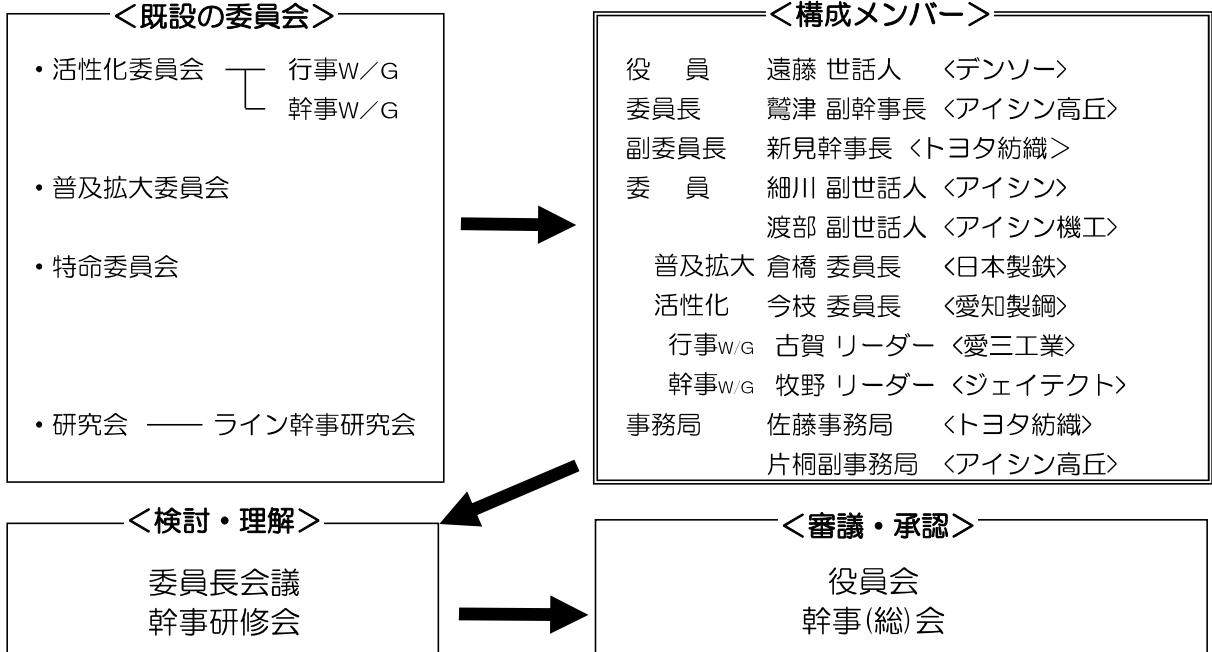 ＜既設の委員会＞
・活性化委員会 行事W／G
幹事W／G
・普及拡大委員会
・特命委員会
・研究会 ライン幹事研究会
＜構成メンバー＞
役　員　遠藤 世話人　<デンソー>
委員長　鷲津 副幹事長　<アイシン高丘>
副委員長　新見幹事長　<トヨタ紡織＞
委　員　細川 副世話人　<アイシン>
渡部 副世話人　<アイシン機工>
普及拡大　倉橋 委員長　<日本製鉄>
活性化　今枝 委員長　<愛知製鋼>
行事W/G　古賀 リーダー　<愛三工業>
幹事W/G　牧野 リーダー　<ジェイテクト>
事務局　佐藤事務局　<トヨタ紡織>
片桐副事務局　<アイシン高丘>
＜検討・理解＞
委員長会議
幹事研修会
＜審議・承認＞
役員会
幹事(総)会